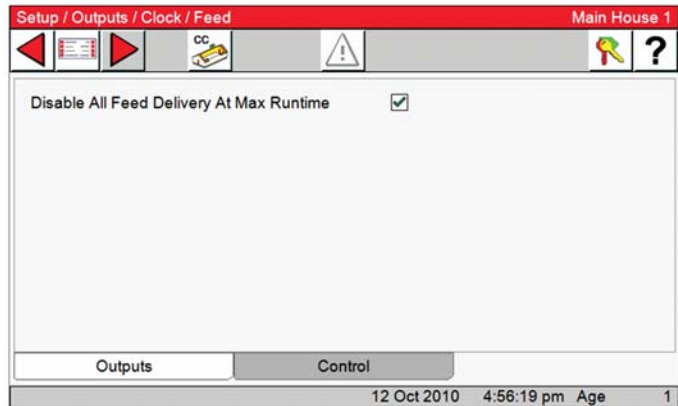 Setup / Outputs / Clock / Feed Main House 1
CC
?
Disable All Feed Delivery At Max Runtime
Outputs Control
12 Oct 2010 4:56:19 pm Age 1